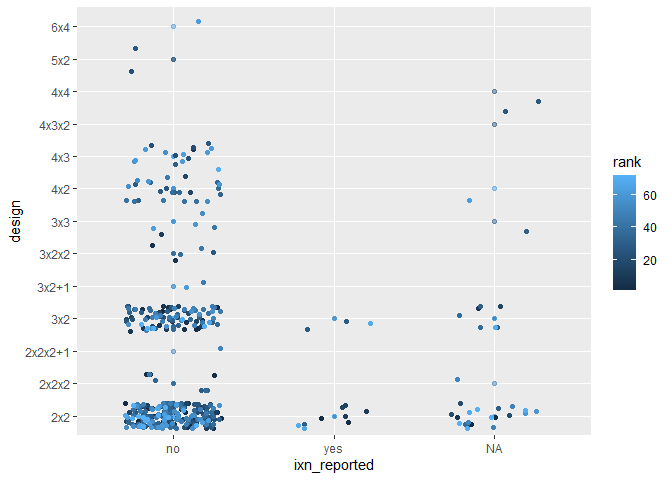 6x4
5x2
4x4
4x3x2
4x3
4x2
3x3
3x2x2
3x2+1
3x2
2x2x2+1
2x2x2
2x2
design
no
yes
NA
ixn_reported
rank
60
40
20